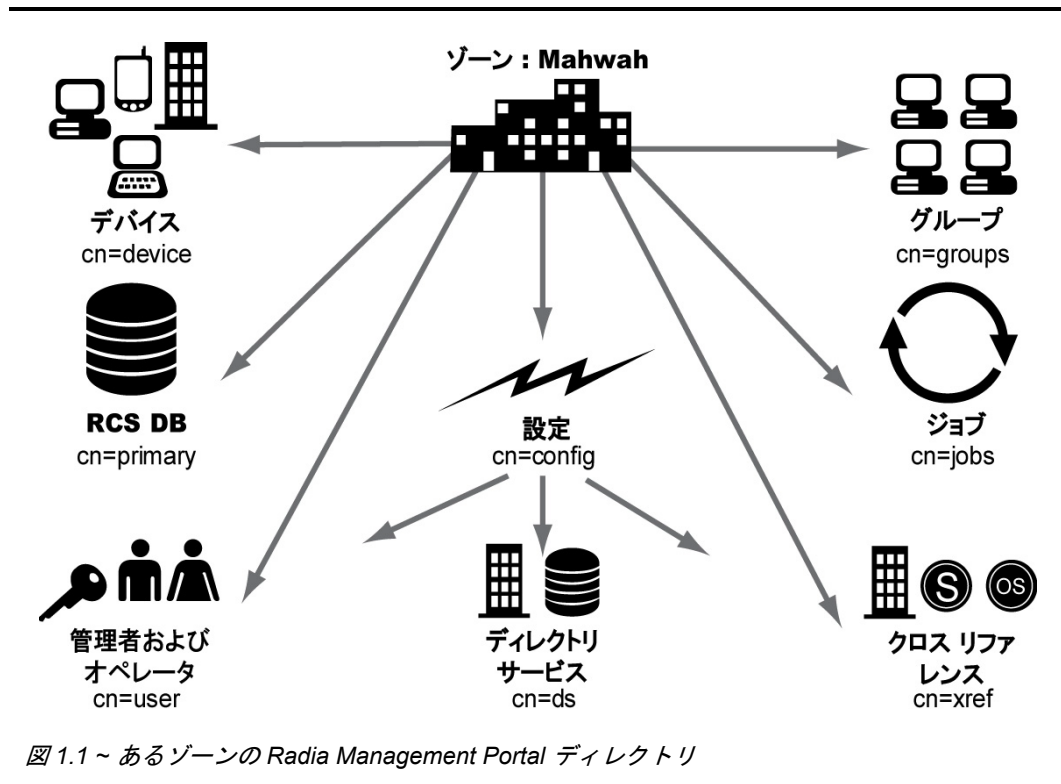 ゾーン : Mahwah
デバイス
cn=device
グループ
cn=groups
RCS DB
cn=primary
設定
cn=config
ジョブ
cn=jobs
管理者および
オペレータ
cn=user
ディレクトリ
サービス
cn=ds
S
OS
クロス リファ
レンス
cn=xref
図 1.1 ~ あるゾーンの Radia Management Portal ディレクトリ